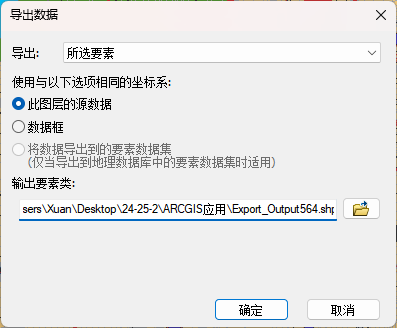 导出数据
导出: 所选要素
使用与以下选项相同的坐标系:
此图层的源数据
数据框
将数据导出到的要素数据集
(仅当导出到地理数据库中的要素数据集时适用)
输出要素类:
sers\Xuan\Desktop\24-25-2\ARCGIS应用\Export_Output564.shp
确定 取消